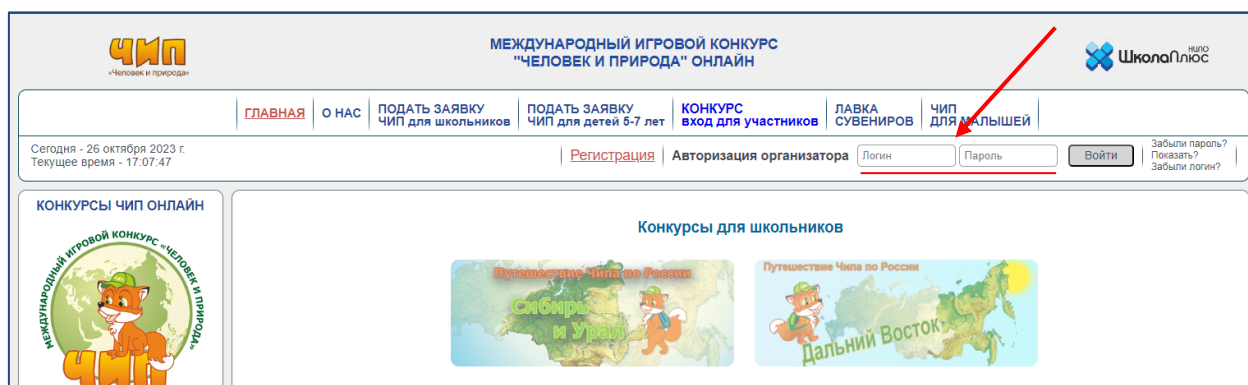 ЧИП
«Человек и природа»
МЕЖДУНАРОДНЫЙ ИГРОВОЙ КОНКУРС
"ЧЕЛОВЕК И ПРИРОДА" ОНЛАЙН
НИПО
ШколаПлюс
ГЛАВНАЯ
О НАС
ПОДАТЬ ЗАЯВКУ
ЧИП для школьников
ПОДАТЬ ЗАЯВКУ
ЧИП для детей 5-7 лет
КОНКУРС
вход для участников
ЛАВКА
СУВЕНИРОВ
ЧИП
ДЛЯ МАЛЫШЕЙ
Сегодня - 26 октября 2023 г.
Текущее время - 17:07:47
Регистрация
Авторизация организатора
Логин
Пароль
Войти
Забыли пароль?
Показать?
Забыли логин?
КОНКУРСЫ ЧИП ОНЛАЙН
МЕЖДУНАРОДНЫЙ ИГРОВОЙ КОНКУРС «ЧЕЛОВЕК И ПРИРОДА»
ЧИП
Конкурсы для школьников
Путешествие Чипа по России
Сибирь
и Урал
Путешествие Чипа по России
Дальний Восток